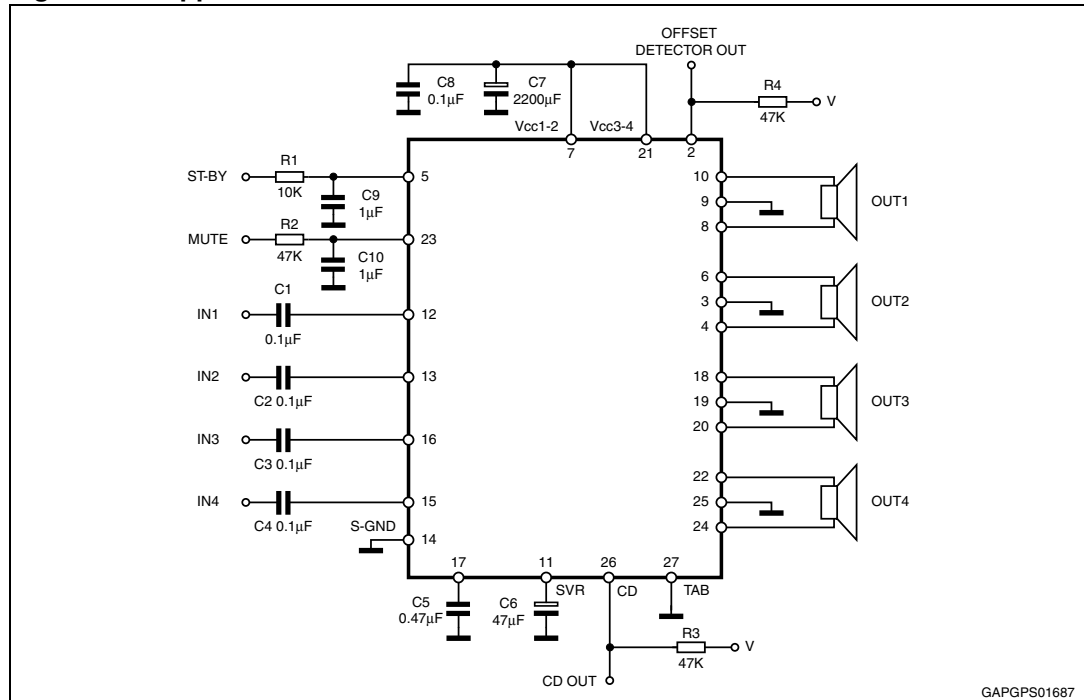 OFFSET
DETECTOR OUT
C8
0.1µF
C7
2200µF
R4
47K
V
Vcc1-2
Vcc3-4
7
21
2
ST-BY
R1
10K
5
C9
1µF
MUTE
R2
47K
23
C10
1µF
IN1
C1
0.1µF
12
IN2
C2 0.1µF
13
IN3
C3 0.1µF
16
IN4
C4 0.1µF
15
S-GND
14
10
9
8
OUT1
6
3
4
OUT2
18
19
20
OUT3
22
25
24
OUT4
17
11
26
27
C5
0.47µF
C6
47µF
SVR
CD
TAB
R3
47K
V
CD OUT
GAPGPS01687